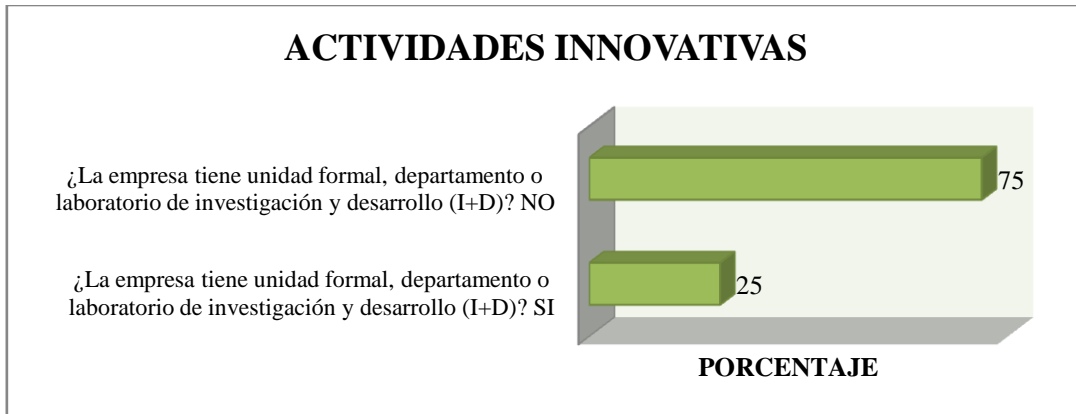 ACTIVIDADES INNOVATIVAS
¿La empresa tiene unidad formal, departamento o
laboratorio de investigación y desarrollo (I+D)? NO
75
¿La empresa tiene unidad formal, departamento o
laboratorio de investigación y desarrollo (I+D)? SI
25
PORCENTAJE